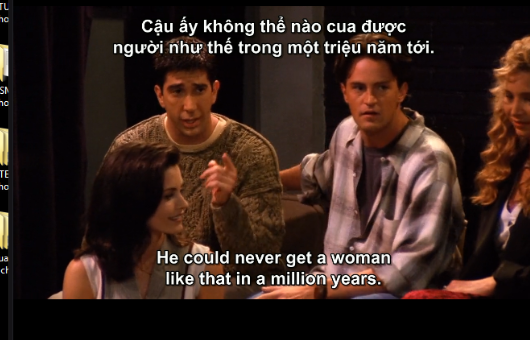 Cậu ấy không thể nào cua được
người như thế trong một triệu năm tới.
He could never get a woman
like that in a million years.